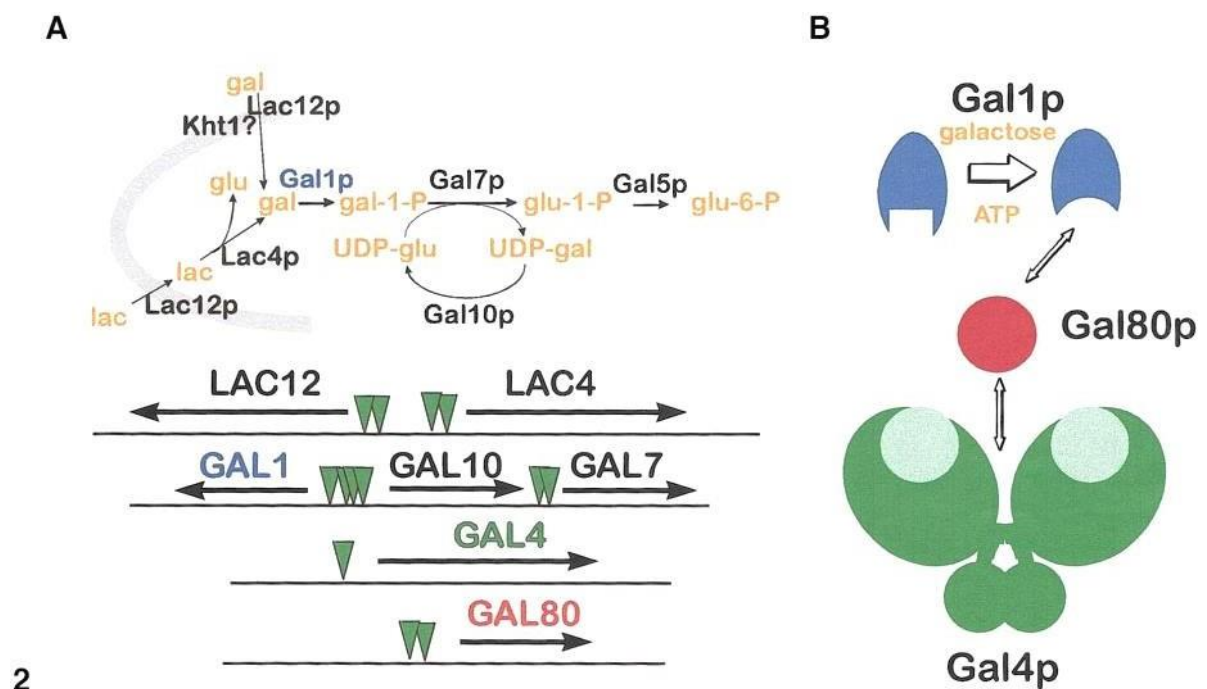 A
gal
Lac12p
Kht1?
glu
Gal1p
Gal7p
Gal5p
gal
gal-1-P
glu-1-P
glu-6-P
UDP-glu
UDP-gal
Lac4p
lac
Lac12p
lac
Gal10p
LAC12
LAC4
GAL1
GAL10
GAL7
GAL4
GAL80
2
B
Gal1p
galactose
ATP
Gal80p
Gal4p